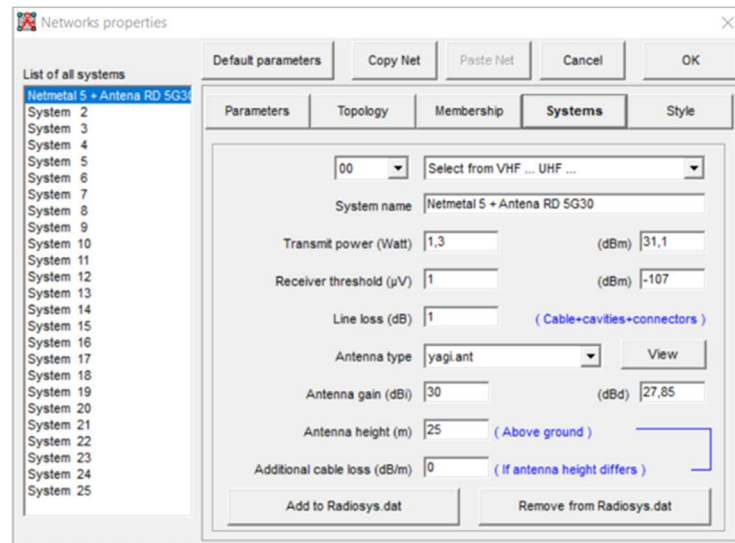 Networks properties
Default parameters Copy Net Paste Net Cancel OK
List of all systems
Netmetal 5 + Antena RD 5G30
System 2
System 3
System 4
System 5
System 6
System 7
System 8
System 9
System 10
System 11
System 12
System 13
System 14
System 15
System 16
System 17
System 18
System 19
System 20
System 21
System 22
System 23
System 24
System 25
Parameters Topology Membership Systems Style
00 Select from VHF ... UHF ...
System name Netmetal 5 + Antena RD 5G30
Transmit power (Watt) 1,3 (dBm) 31,1
Receiver threshold (µV) 1 (dBm) -107
Line loss (dB) 1 ( Cable+cavities+connectors )
Antenna type yagi.ant View
Antenna gain (dBi) 30 (dBd) 27,85
Antenna height (m) 25 ( Above ground )
Additional cable loss (dB/m) 0 ( If antenna height differs )
Add to Radiosys.dat Remove from Radiosys.dat